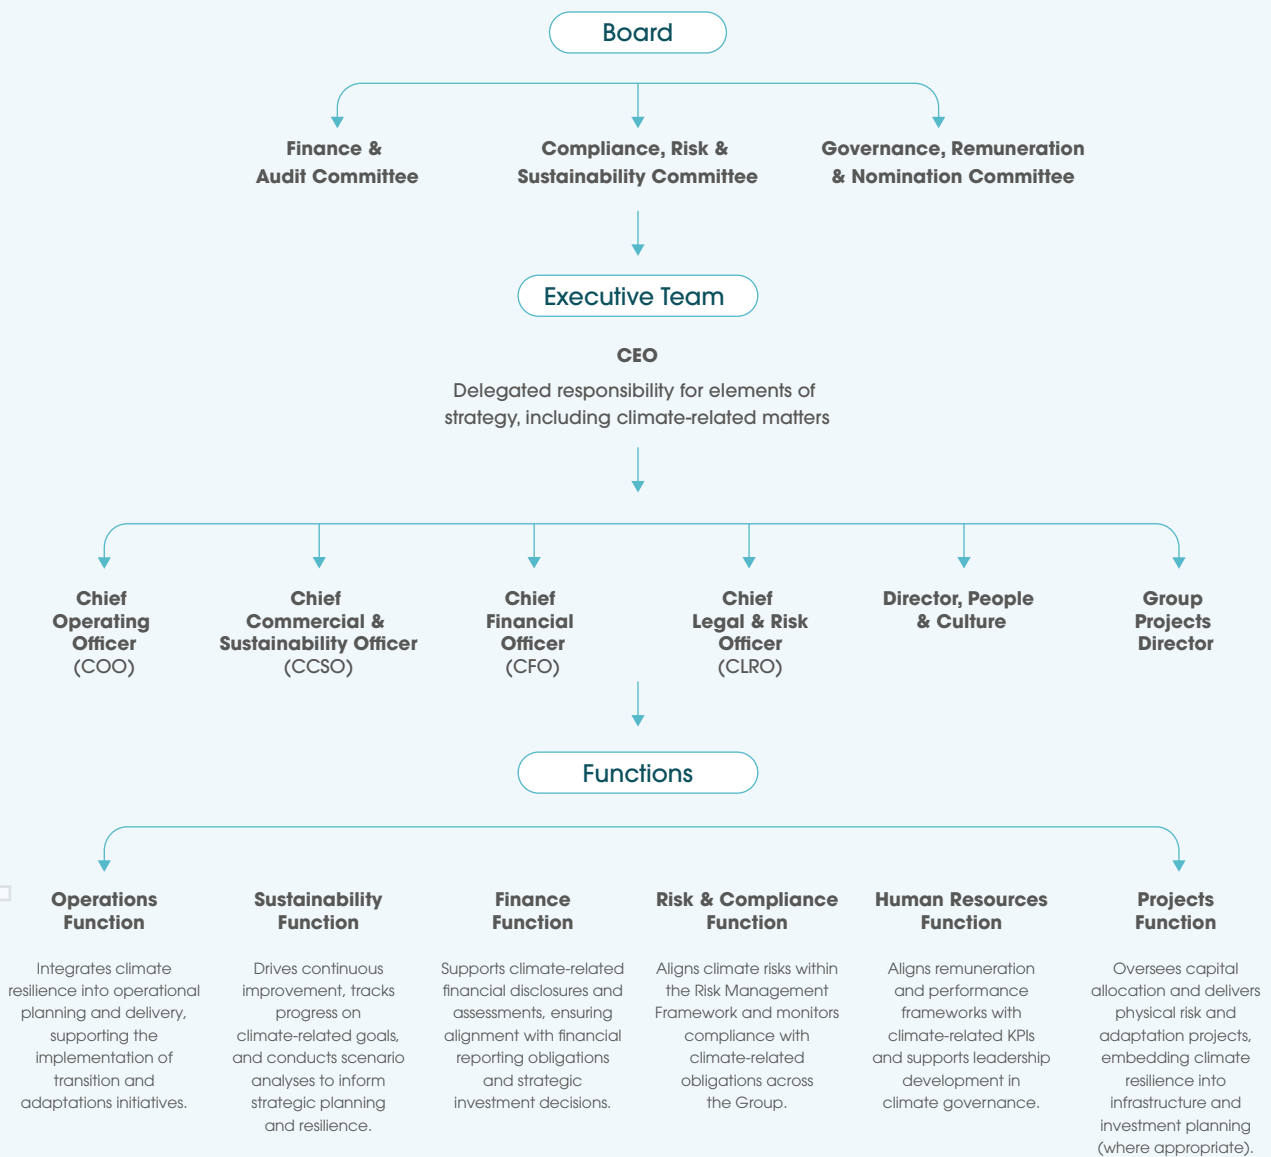 Board
Finance &
Audit Committee
Compliance, Risk &
Sustainability Committee
Governance, Remuneration
& Nomination Committee
Executive Team
CEO
Delegated responsibility for elements of
strategy, including climate-related matters
Chief
Operating
Officer
(COO)
Chief
Commercial &
Sustainability Officer
(CCSO)
Chief
Financial
Officer
(CFO)
Chief
Legal & Risk
Officer
(CLRO)
Director, People
& Culture
Group
Projects
Director
Functions
Operations
Function
Integrates climate
resilience into operational
planning and delivery,
supporting the
implementation of
transition and
adaptations initiatives.
Sustainability
Function
Drives continuous
improvement, tracks
progress on
climate-related goals,
and conducts scenario
analyses to inform
strategic planning
and resilience.
Finance
Function
Supports climate-related
financial disclosures and
assessments, ensuring
alignment with financial
reporting obligations
and strategic
investment decisions.
Risk & Compliance
Function
Aligns climate risks within
the Risk Management
Framework and monitors
compliance with
climate-related
obligations across
the Group.
Human Resources
Function
Aligns remuneration
and performance
frameworks with
climate-related KPIs
and supports leadership
development in
climate governance.
Projects
Function
Oversees capital
allocation and delivers
physical risk and
adaptation projects,
embedding climate
resilience into
infrastructure and
investment planning
(where appropriate).